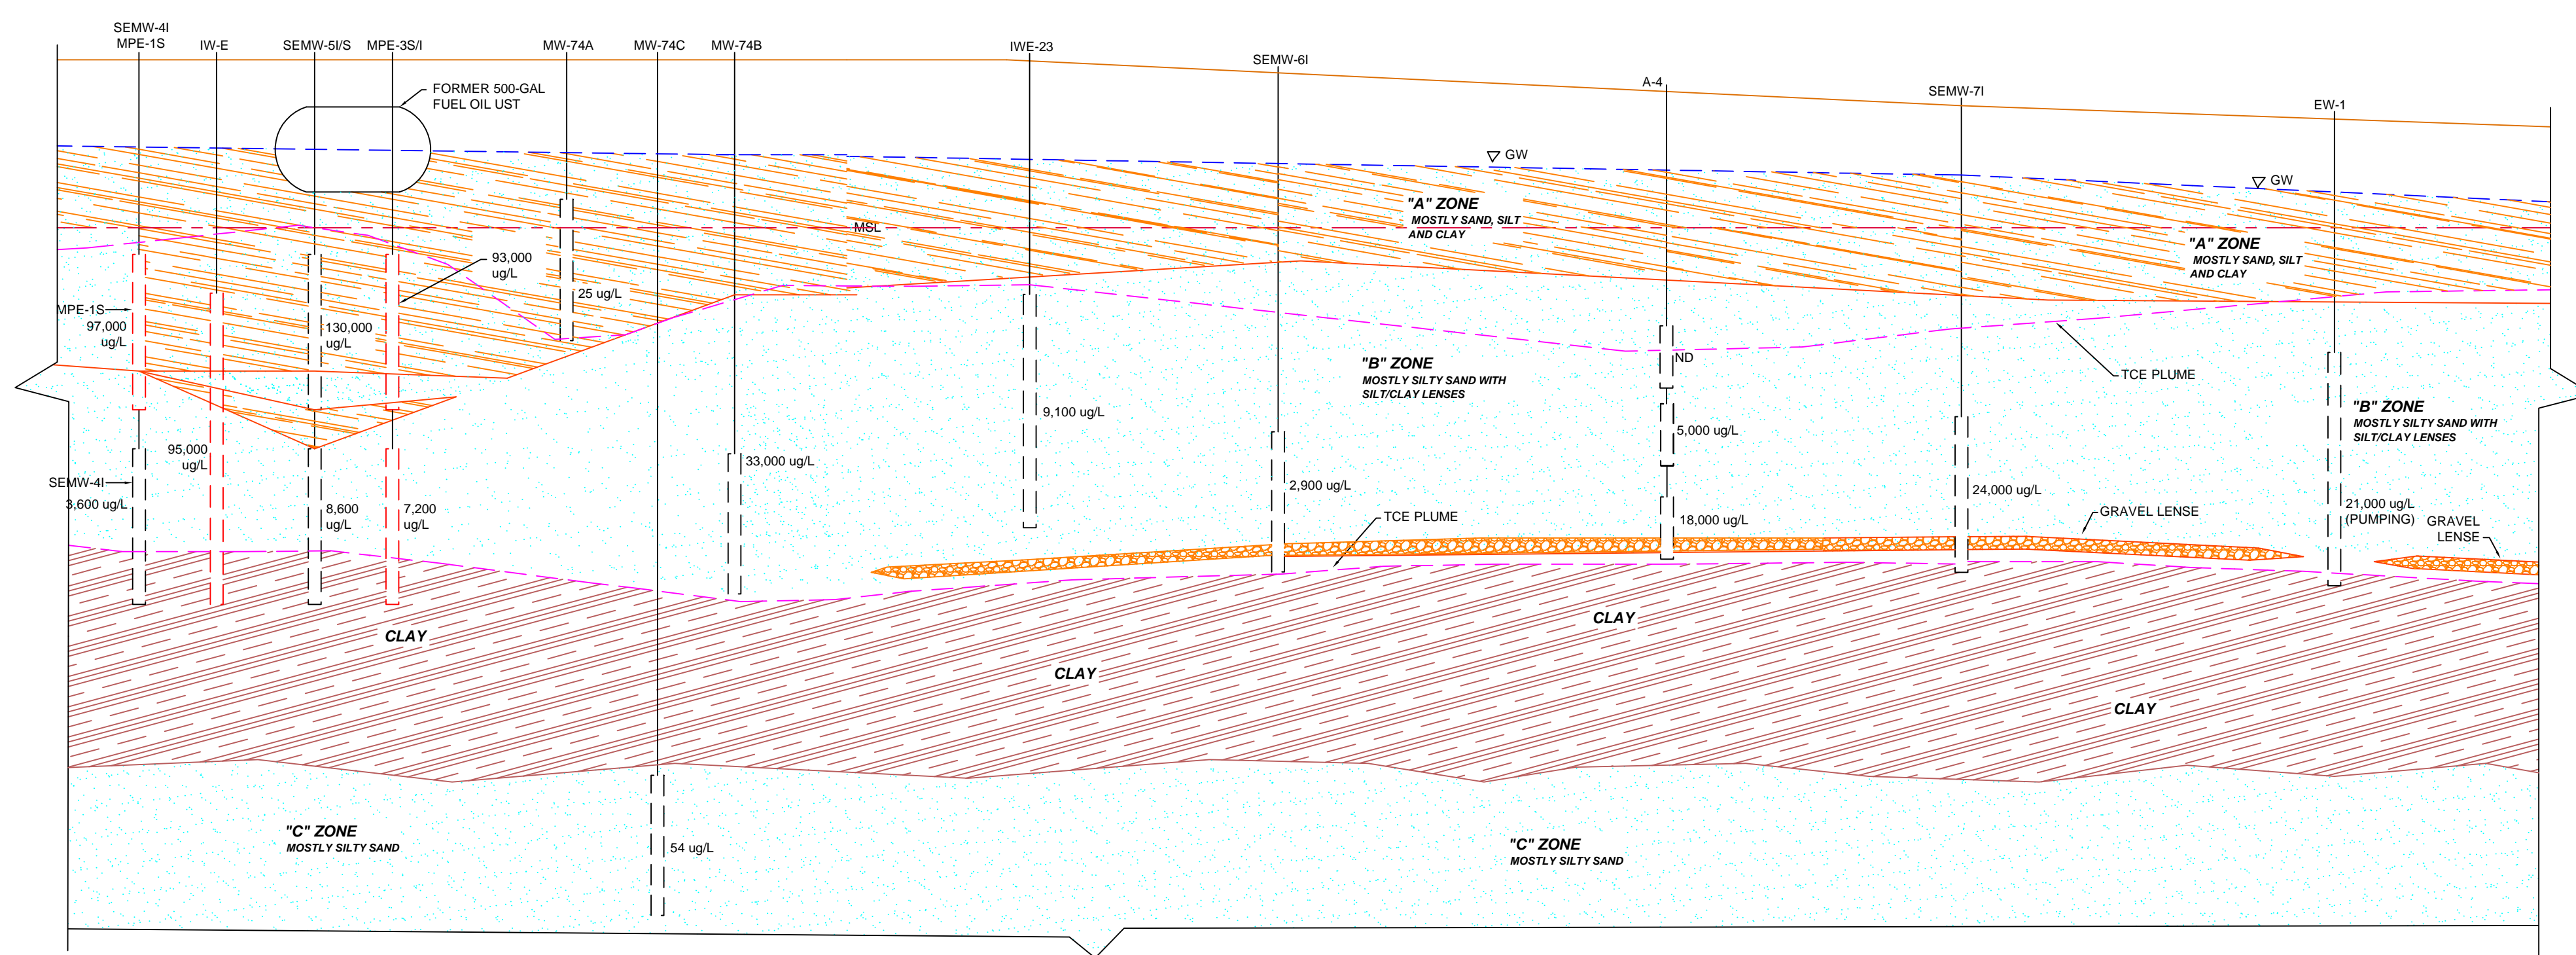 SEMW-4I
MPE-1S
IW-E
SEMW-5I/S
MPE-3S/I
MW-74A
MW-74C
MW-74B
IWE-23
SEMW-6I
A-4
SEMW-7I
EW-1
FORMER 500-GAL
FUEL OIL UST
GW
GW
"A" ZONE
MOSTLY SAND, SILT
AND CLAY
MSL
"A" ZONE
MOSTLY SAND, SILT
AND CLAY
93,000
ug/L
25 ug/L
MPE-1S
97,000
ug/L
130,000
ug/L
ND
"B" ZONE
MOSTLY SILTY SAND WITH
SILT/CLAY LENSES
TCE PLUME
"B" ZONE
MOSTLY SILTY SAND WITH
SILT/CLAY LENSES
9,100 ug/L
5,000 ug/L
95,000
ug/L
33,000 ug/L
SEMW-4I
3,600 ug/L
2,900 ug/L
24,000 ug/L
8,600
ug/L
7,200
ug/L
TCE PLUME
18,000 ug/L
GRAVEL LENSE
21,000 ug/L
(PUMPING)
GRAVEL
LENSE
CLAY
CLAY
CLAY
CLAY
"C" ZONE
MOSTLY SILTY SAND
54 ug/L
"C" ZONE
MOSTLY SILTY SAND